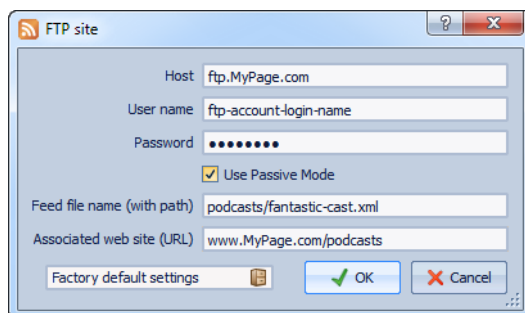 FTP site
Host ftp.MyPage.com
User name ftp-account-login-name
Password ••••••••
Use Passive Mode
Feed file name (with path) podcasts/fantastic-cast.xml
Associated web site (URL) www.MyPage.com/podcasts
Factory default settings OK Cancel